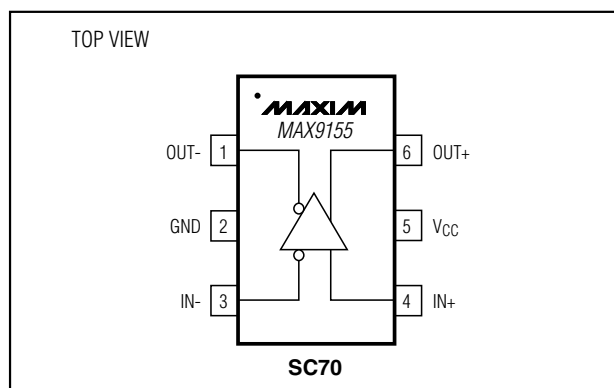 TOP VIEW
MAXIM
MAX9155
OUT- 1
6 OUT+
GND 2
5 VCC
IN- 3
4 IN+
SC70